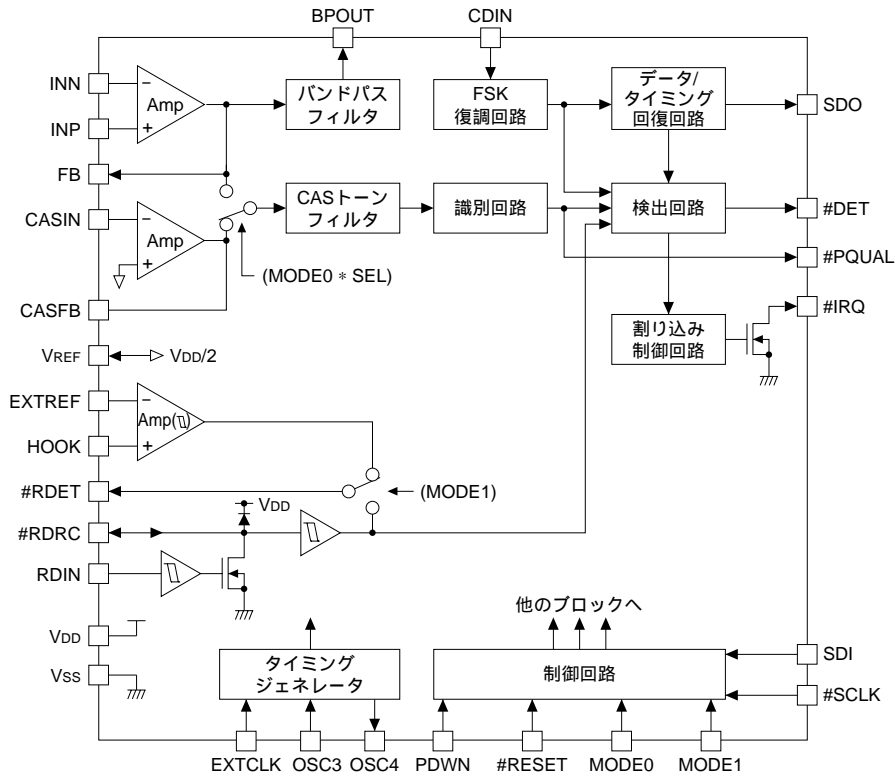 BPOUT
CDIN
INN
INP
FB
CASIN
CASFB
VREF
EXTREF
HOOK
#RDET
#RDRC
RDIN
VDD
VSS
−
Amp
+
バンドパス
フィルタ
FSK
復調回路
データ/
タイミング
回復回路
SDO
−
Amp
+
CASトーン
フィルタ
識別回路
検出回路
#DET
#PQUAL
(MODE0 * SEL)
#IRQ
割り込み
制御回路
VDD/2
−
Amp
+
(MODE1)
VDD
他のブロックへ
タイミング
ジェネレータ
制御回路
SDI
#SCLK
EXTCLK
OSC3
OSC4
PDWN
#RESET
MODE0
MODE1